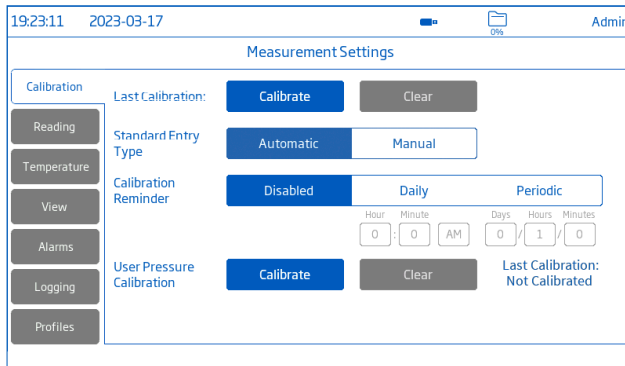 19:23:11 2023-03-17 0% Admin
Measurement Settings
Calibration
Reading
Temperature
View
Alarms
Logging
Profiles
Last Calibration: Calibrate Clear
Standard Entry
Type
Automatic Manual
Calibration
Reminder
Disabled Daily Periodic
Hour Minute Days Hours Minutes
0 : 0 AM 0 / 1 / 0
User Pressure
Calibration
Calibrate Clear
Last Calibration:
Not Calibrated